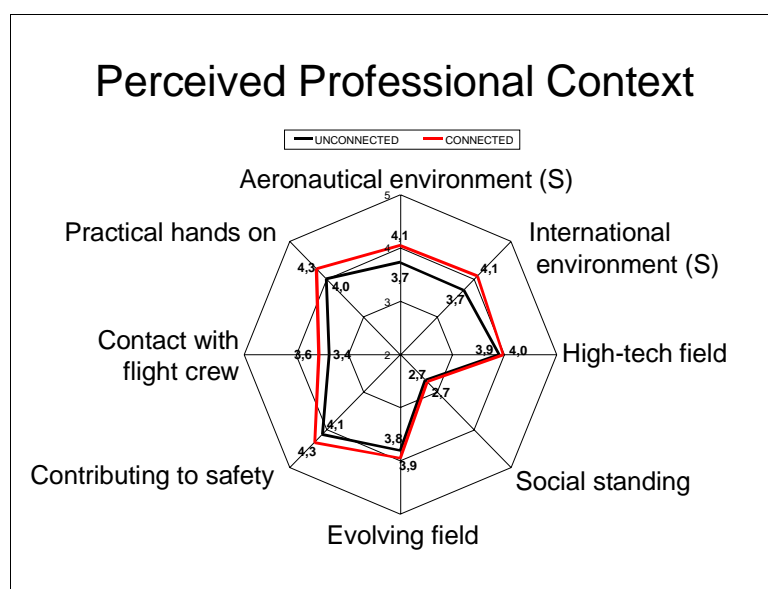 Perceived Professional Context
UNCONNECTED CONNECTED
Aeronautical environment (S)
5
Practical hands on
International
environment (S)
4,1
4
4,3
4,1
4,0
3,7
3,7
3
Contact with
flight crew
3,6
3,4
2
3,9
4,0
High-tech field
2,7
2,7
4,1
3,8
4,3
3,9
Contributing to safety
Social standing
Evolving field